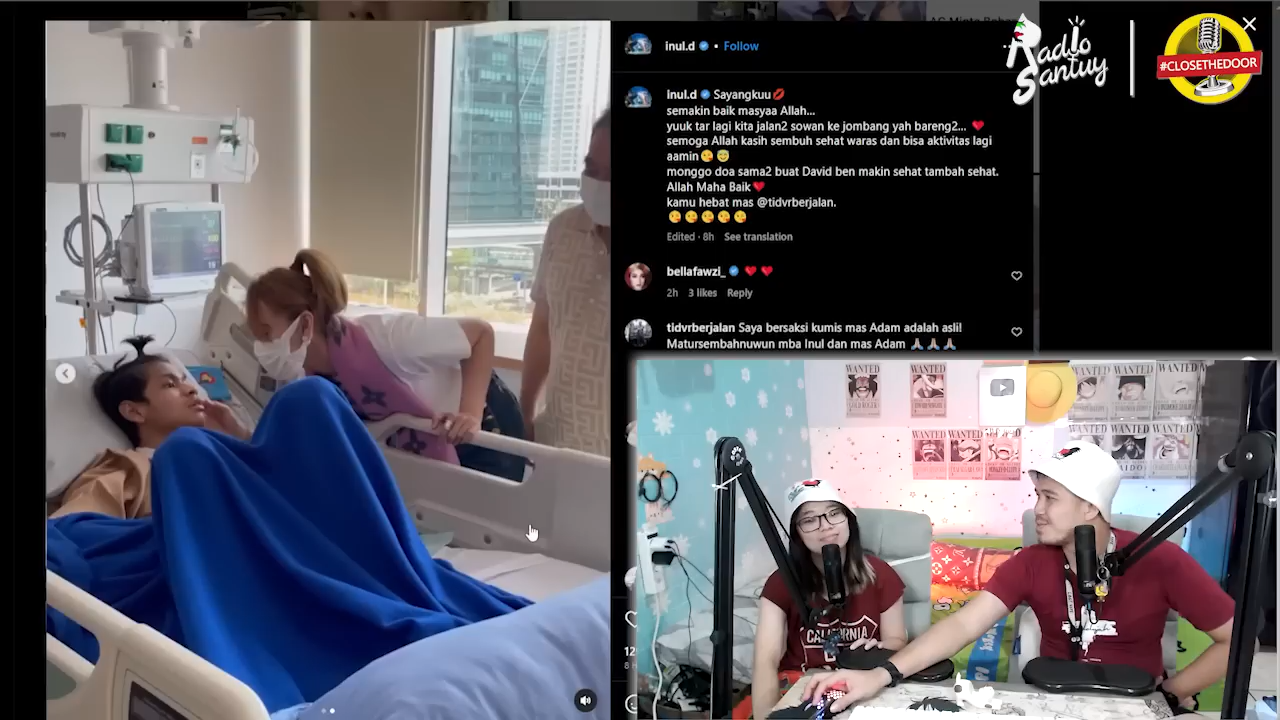 Radio Santuy
#CLOSETHEDOOR
inul.d • Follow
inul.d Sayangkuu💋
semakin baik masyaa Allah...
yuuk tar lagi kita jalan2 sowan ke jombang yah bareng2... ❤️
semoga Allah kasih sembuh sehat waras dan bisa aktivitas lagi
aamin😘😇
monggo doa sama2 buat David ben makin sehat tambah sehat.
Allah Maha Baik❤️
kamu hebat mas @tidvrberjalan.
😘😘😘😘😘
Edited · 8h See translation
bellafawzi_ ❤️❤️
2h 3 likes Reply
tidvrberjalan Saya bersaksi kumis mas Adam adalah asli!
Matursembahnuwun mba Inul dan mas Adam 🙏🙏🙏
WANTED
WANTED
WANTED
WANTED
WANTED
WANTED WANTED WANTED
CALIFORNIA